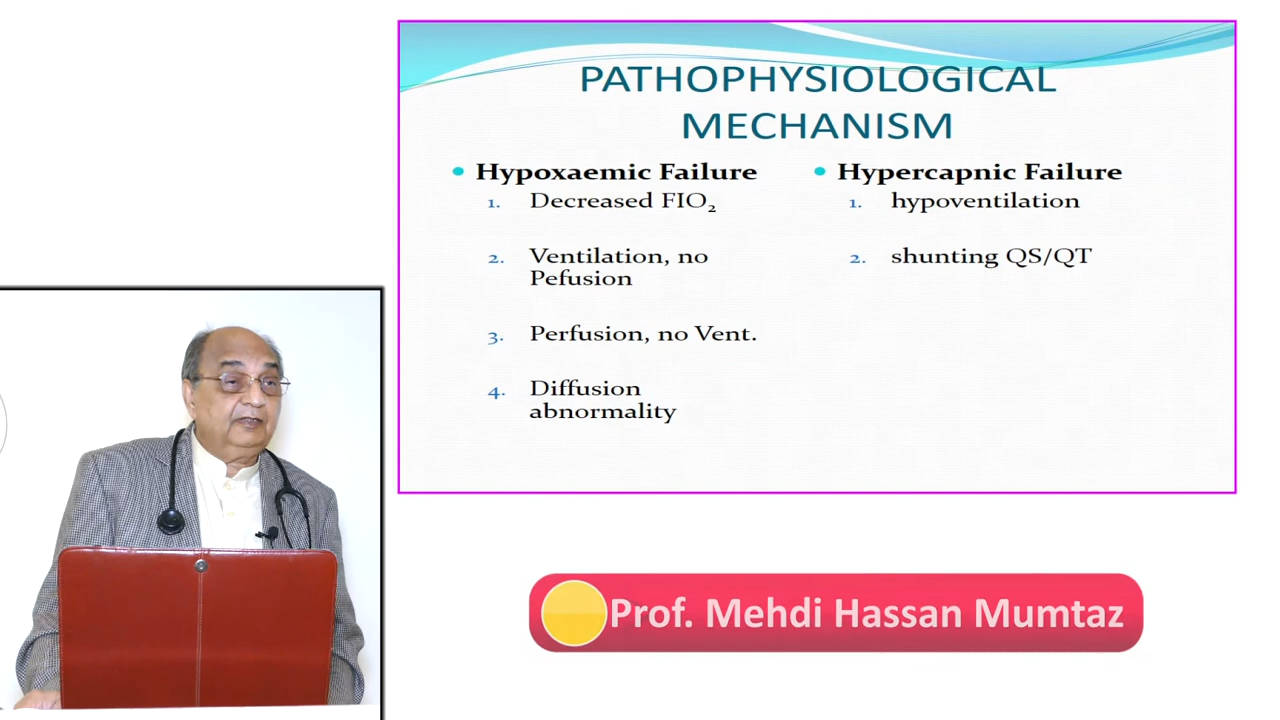 PATHOPHYSIOLOGICAL
MECHANISM
• Hypoxaemic Failure
1. Decreased FIO₂
2. Ventilation, no
Pefusion
3. Perfusion, no Vent.
4. Diffusion
abnormality
• Hypercapnic Failure
1. hypoventilation
2. shunting QS/QT
Prof. Mehdi Hassan Mumtaz